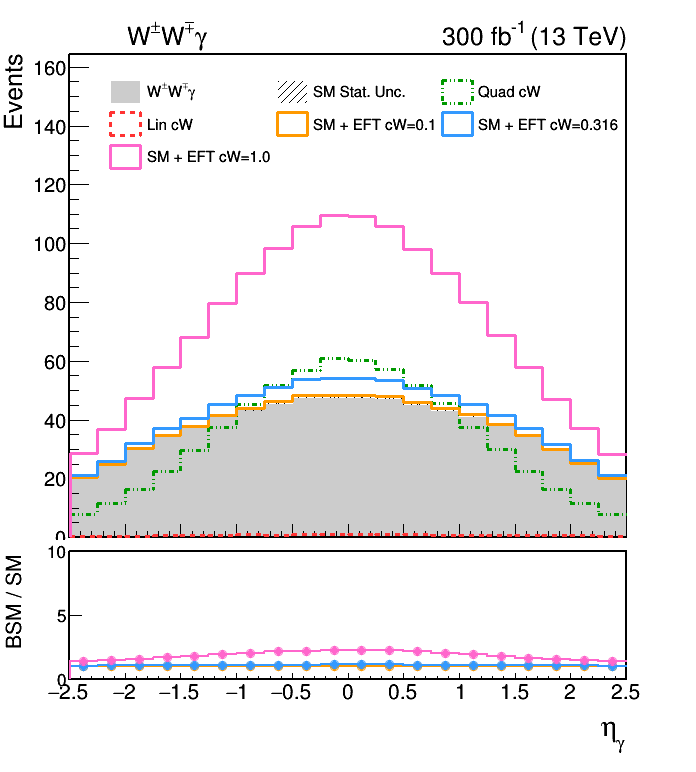 W±W∓γ 300 fb⁻¹ (13 TeV)
Events
160
140
120
100
80
60
40
20
0
W±W∓γ SM Stat. Unc. Quad cW
Lin cW SM + EFT cW=0.1 SM + EFT cW=0.316
SM + EFT cW=1.0
BSM / SM
10
5
0
−2.5 −2 −1.5 −1 −0.5 0 0.5 1 1.5 2 2.5
ηγ